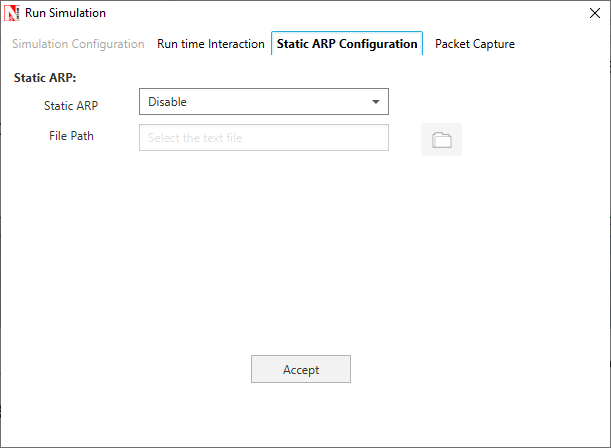 Run Simulation
Simulation Configuration Run time Interaction Static ARP Configuration Packet Capture
Static ARP:
Static ARP Disable
File Path Select the text file
Accept